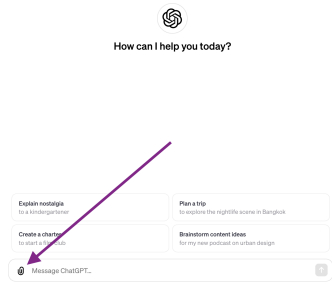 How can I help you today?
Explain nostalgia
to a kindergartener
Plan a trip
to explore the nightlife scene in Bangkok
Create a charter
to start a film club
Brainstorm content ideas
for my new podcast on urban design
Message ChatGPT...